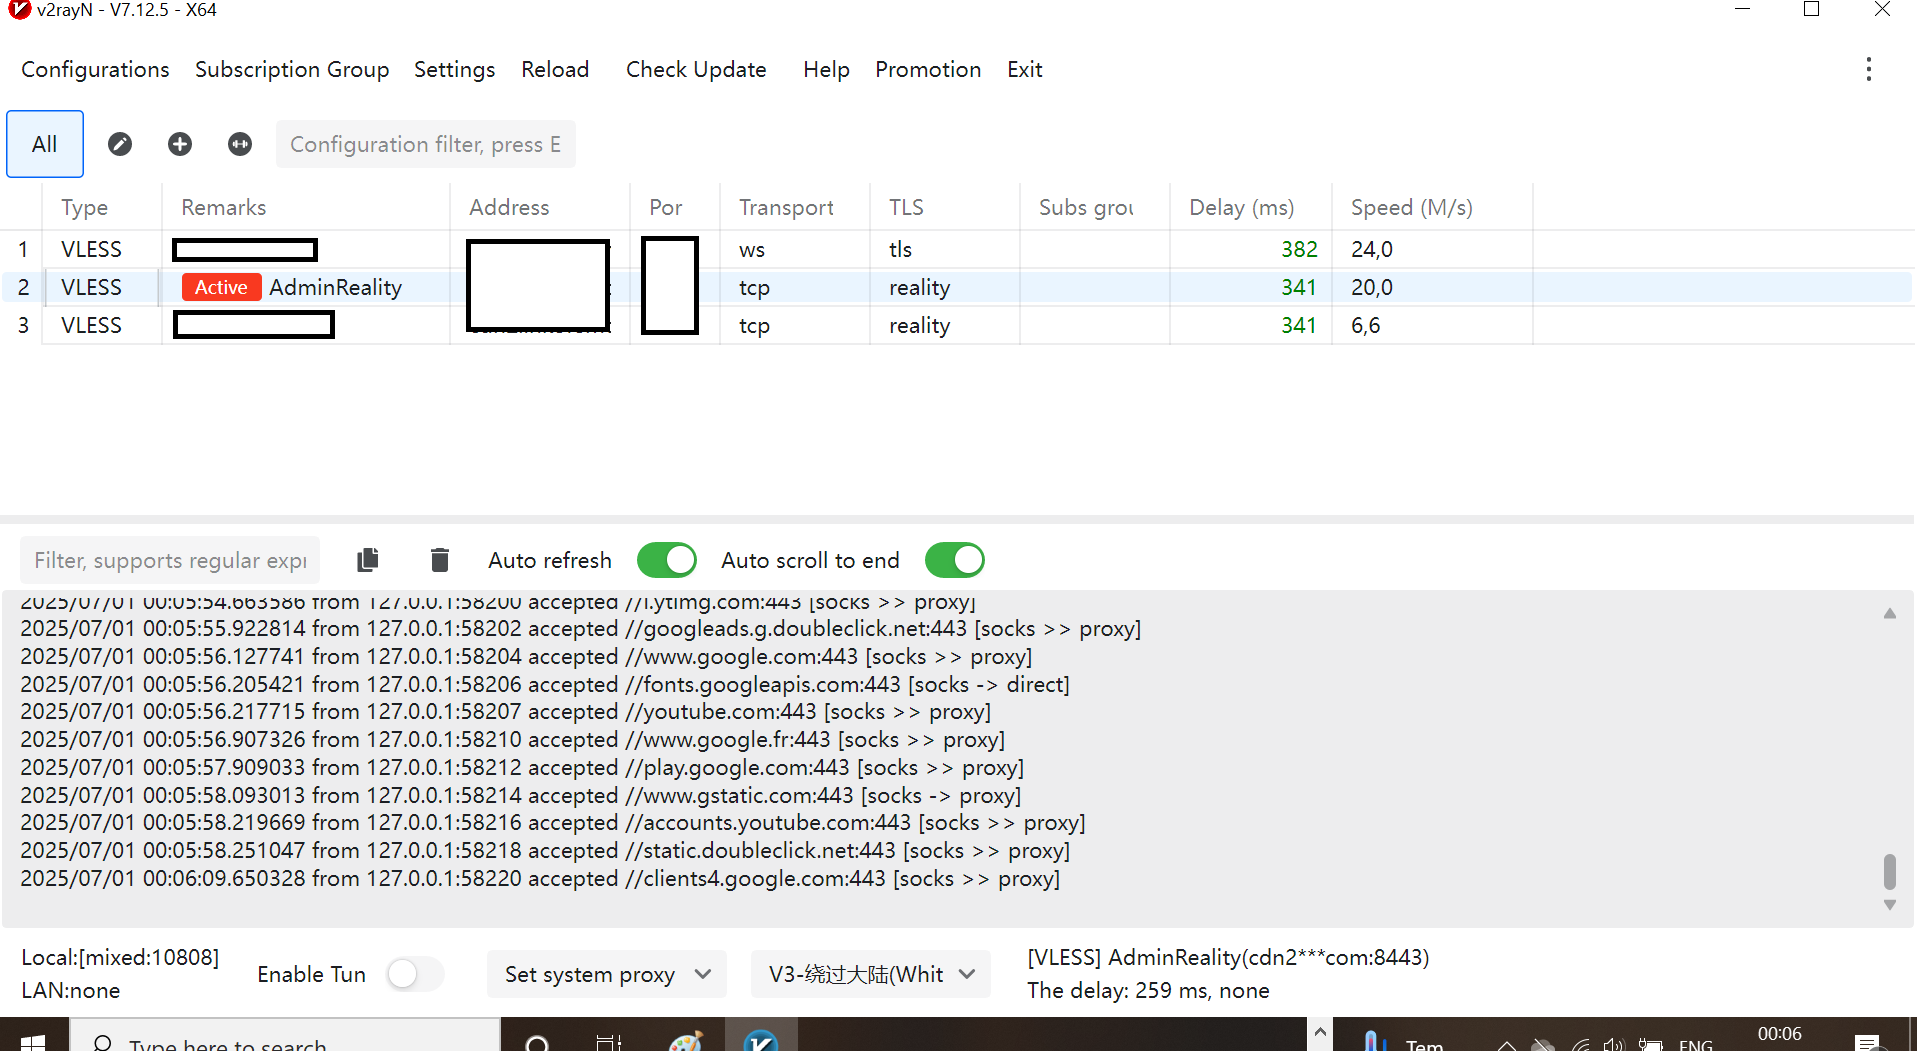 v2rayN - V7.12.5 - X64
Configurations Subscription Group Settings Reload Check Update Help Promotion Exit
All Configuration filter, press E
Type Remarks Address Por Transport TLS Subs grou Delay (ms) Speed (M/s)
1 VLESS ws tls 382 24,0
2 VLESS Active AdminReality tcp reality 341 20,0
3 VLESS tcp reality 341 6,6
Filter, supports regular expr Auto refresh Auto scroll to end
2025/07/01 00:05:54.663586 from 127.0.0.1:58200 accepted //i.ytimg.com:443 [socks >> proxy]
2025/07/01 00:05:55.922814 from 127.0.0.1:58202 accepted //googleads.g.doubleclick.net:443 [socks >> proxy]
2025/07/01 00:05:56.127741 from 127.0.0.1:58204 accepted //www.google.com:443 [socks >> proxy]
2025/07/01 00:05:56.205421 from 127.0.0.1:58206 accepted //fonts.googleapis.com:443 [socks -> direct]
2025/07/01 00:05:56.217715 from 127.0.0.1:58207 accepted //youtube.com:443 [socks >> proxy]
2025/07/01 00:05:56.907326 from 127.0.0.1:58210 accepted //www.google.fr:443 [socks >> proxy]
2025/07/01 00:05:57.909033 from 127.0.0.1:58212 accepted //play.google.com:443 [socks >> proxy]
2025/07/01 00:05:58.093013 from 127.0.0.1:58214 accepted //www.gstatic.com:443 [socks -> proxy]
2025/07/01 00:05:58.219669 from 127.0.0.1:58216 accepted //accounts.youtube.com:443 [socks >> proxy]
2025/07/01 00:05:58.251047 from 127.0.0.1:58218 accepted //static.doubleclick.net:443 [socks >> proxy]
2025/07/01 00:06:09.650328 from 127.0.0.1:58220 accepted //clients4.google.com:443 [socks >> proxy]
Local:[mixed:10808]
LAN:none
Enable Tun Set system proxy V3-绕过大陆(Whit
[VLESS] AdminReality(cdn2***com:8443)
The delay: 259 ms, none
Type here to search Tem ENG 00:06